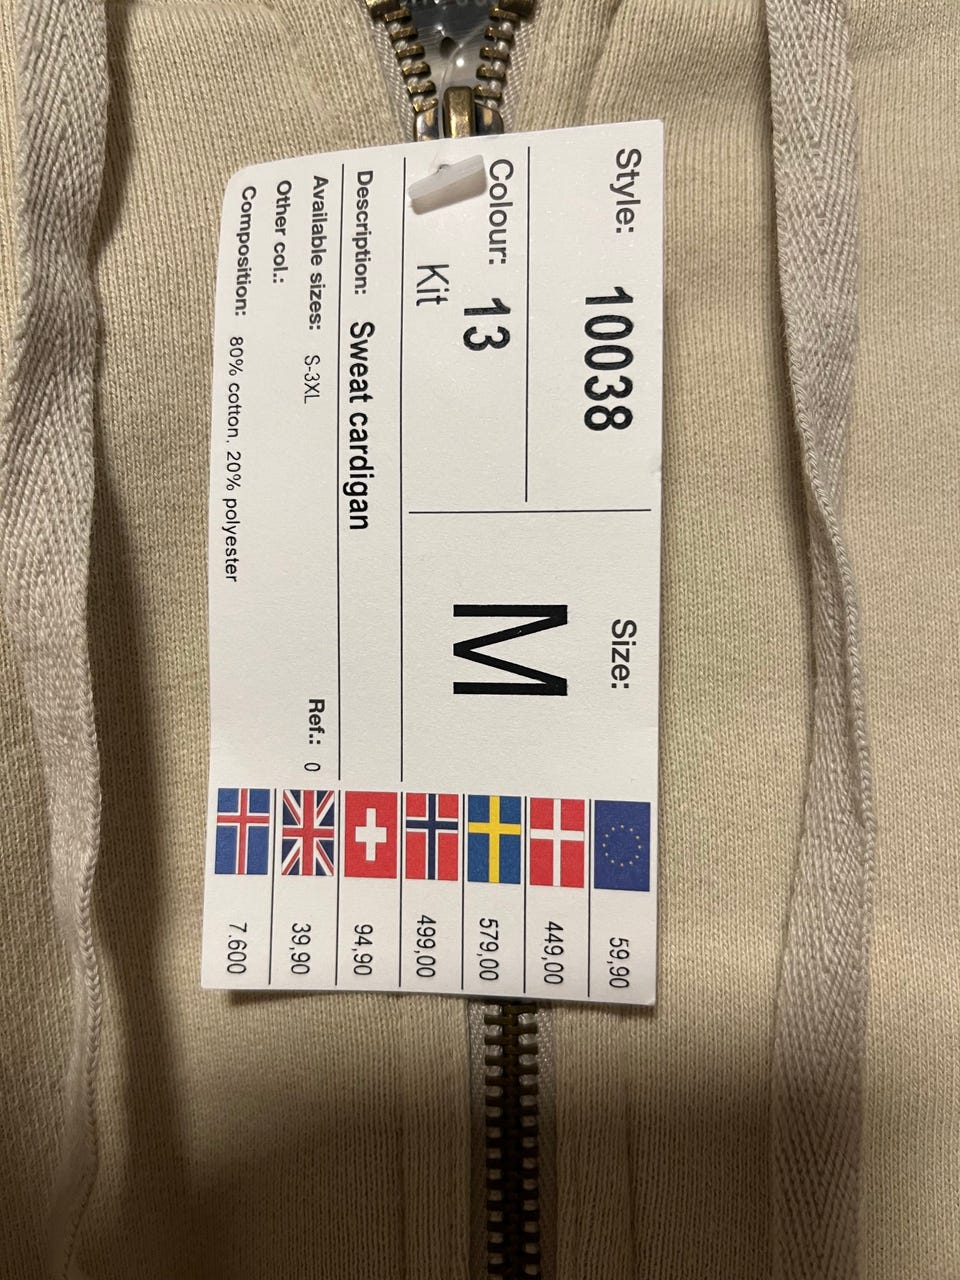 Style: 10038
Size:
M
Colour: 13
Kit
Description: Sweat cardigan
Available sizes: S-3XL
Ref.: 0
Other col.:
Composition: 80% cotton, 20% polyester
59,90
449,00
579,00
499,00
94,90
39,90
7.600